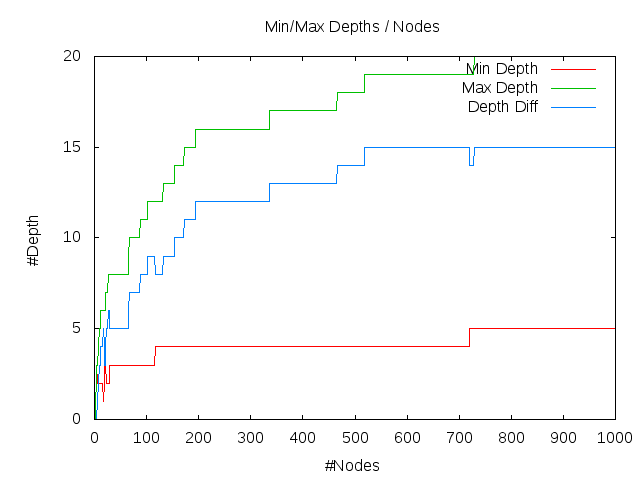 Min/Max Depths / Nodes
20
15
10
5
0
#Depth
Min Depth
Max Depth
Depth Diff
0 100 200 300 400 500 600 700 800 900 1000
#Nodes